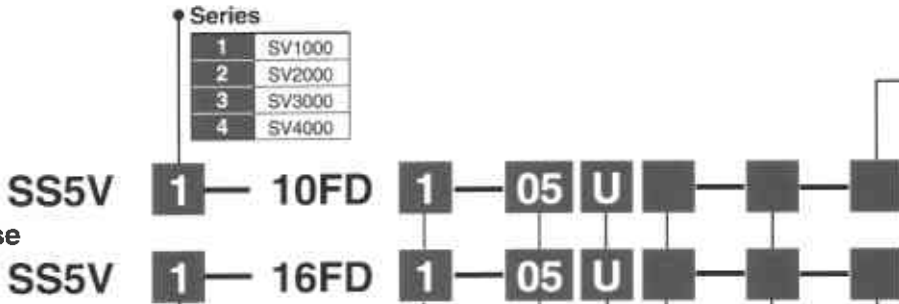 Series
1 SV1000
2 SV2000
3 SV3000
4 SV4000
SS5V 1 — 10FD 1 — 05 U — —
se
SS5V 1 — 16FD 1 — 05 U — —